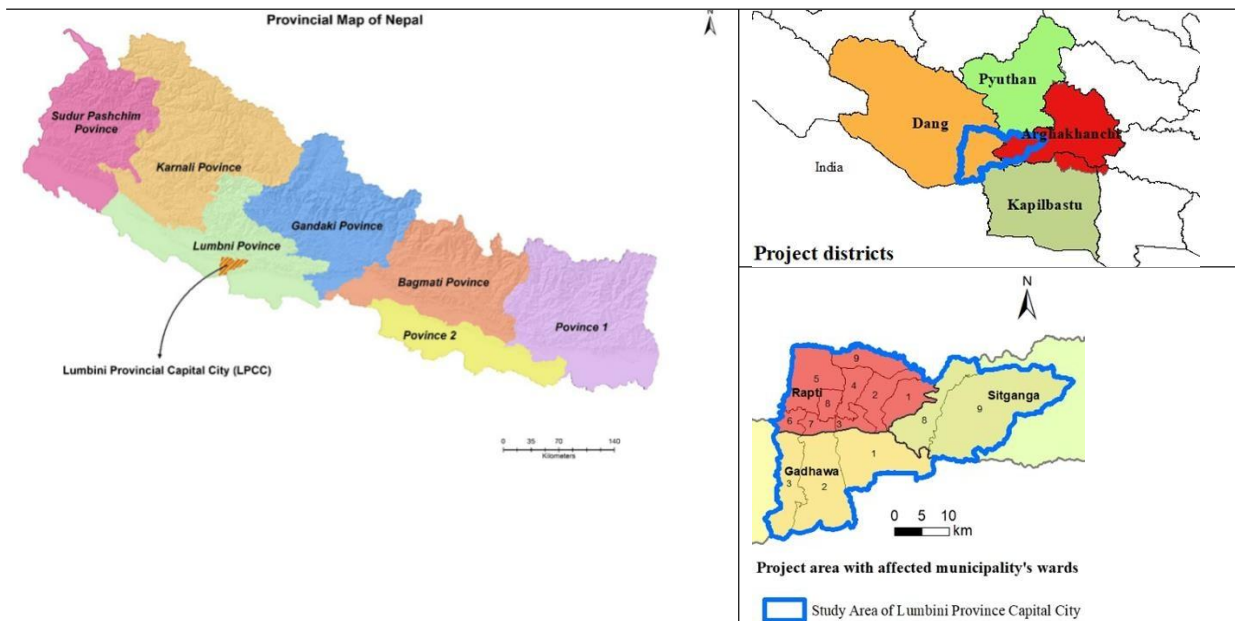 Provincial Map of Nepal
N
Sudur Pashchim
Povince
Karnali Povince
Gandaki Povince
Lumbni Povince
Bagmati Povince
Povince 1
Povince 2
Lumbini Provincial Capital City (LPCC)
0 35 70 140
Kilometers
Pyuthan
Dang
Arghakhanchi
India
Kapilbastu
Project districts
N
9
5
4
Rapti
2
1
8
Sitganga
9
6
7
3
8
1
Gadhawa
3
2
0 5 10
km
Project area with affected municipality's wards
Study Area of Lumbini Province Capital City